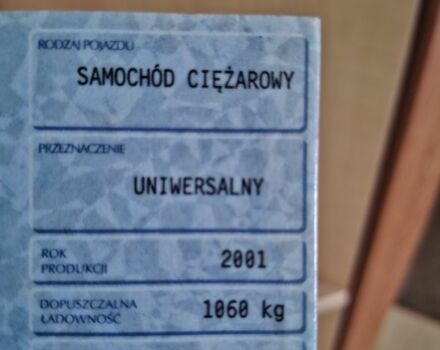 RODZAJ POJAZDU
SAMOCHÓD CIĘŻAROWY
PRZEZNACZENIE
UNIWERSALNY
ROK
PRODUKCJI
2001
DOPUSZCZALNA
ŁADOWNOŚĆ
1060 kg